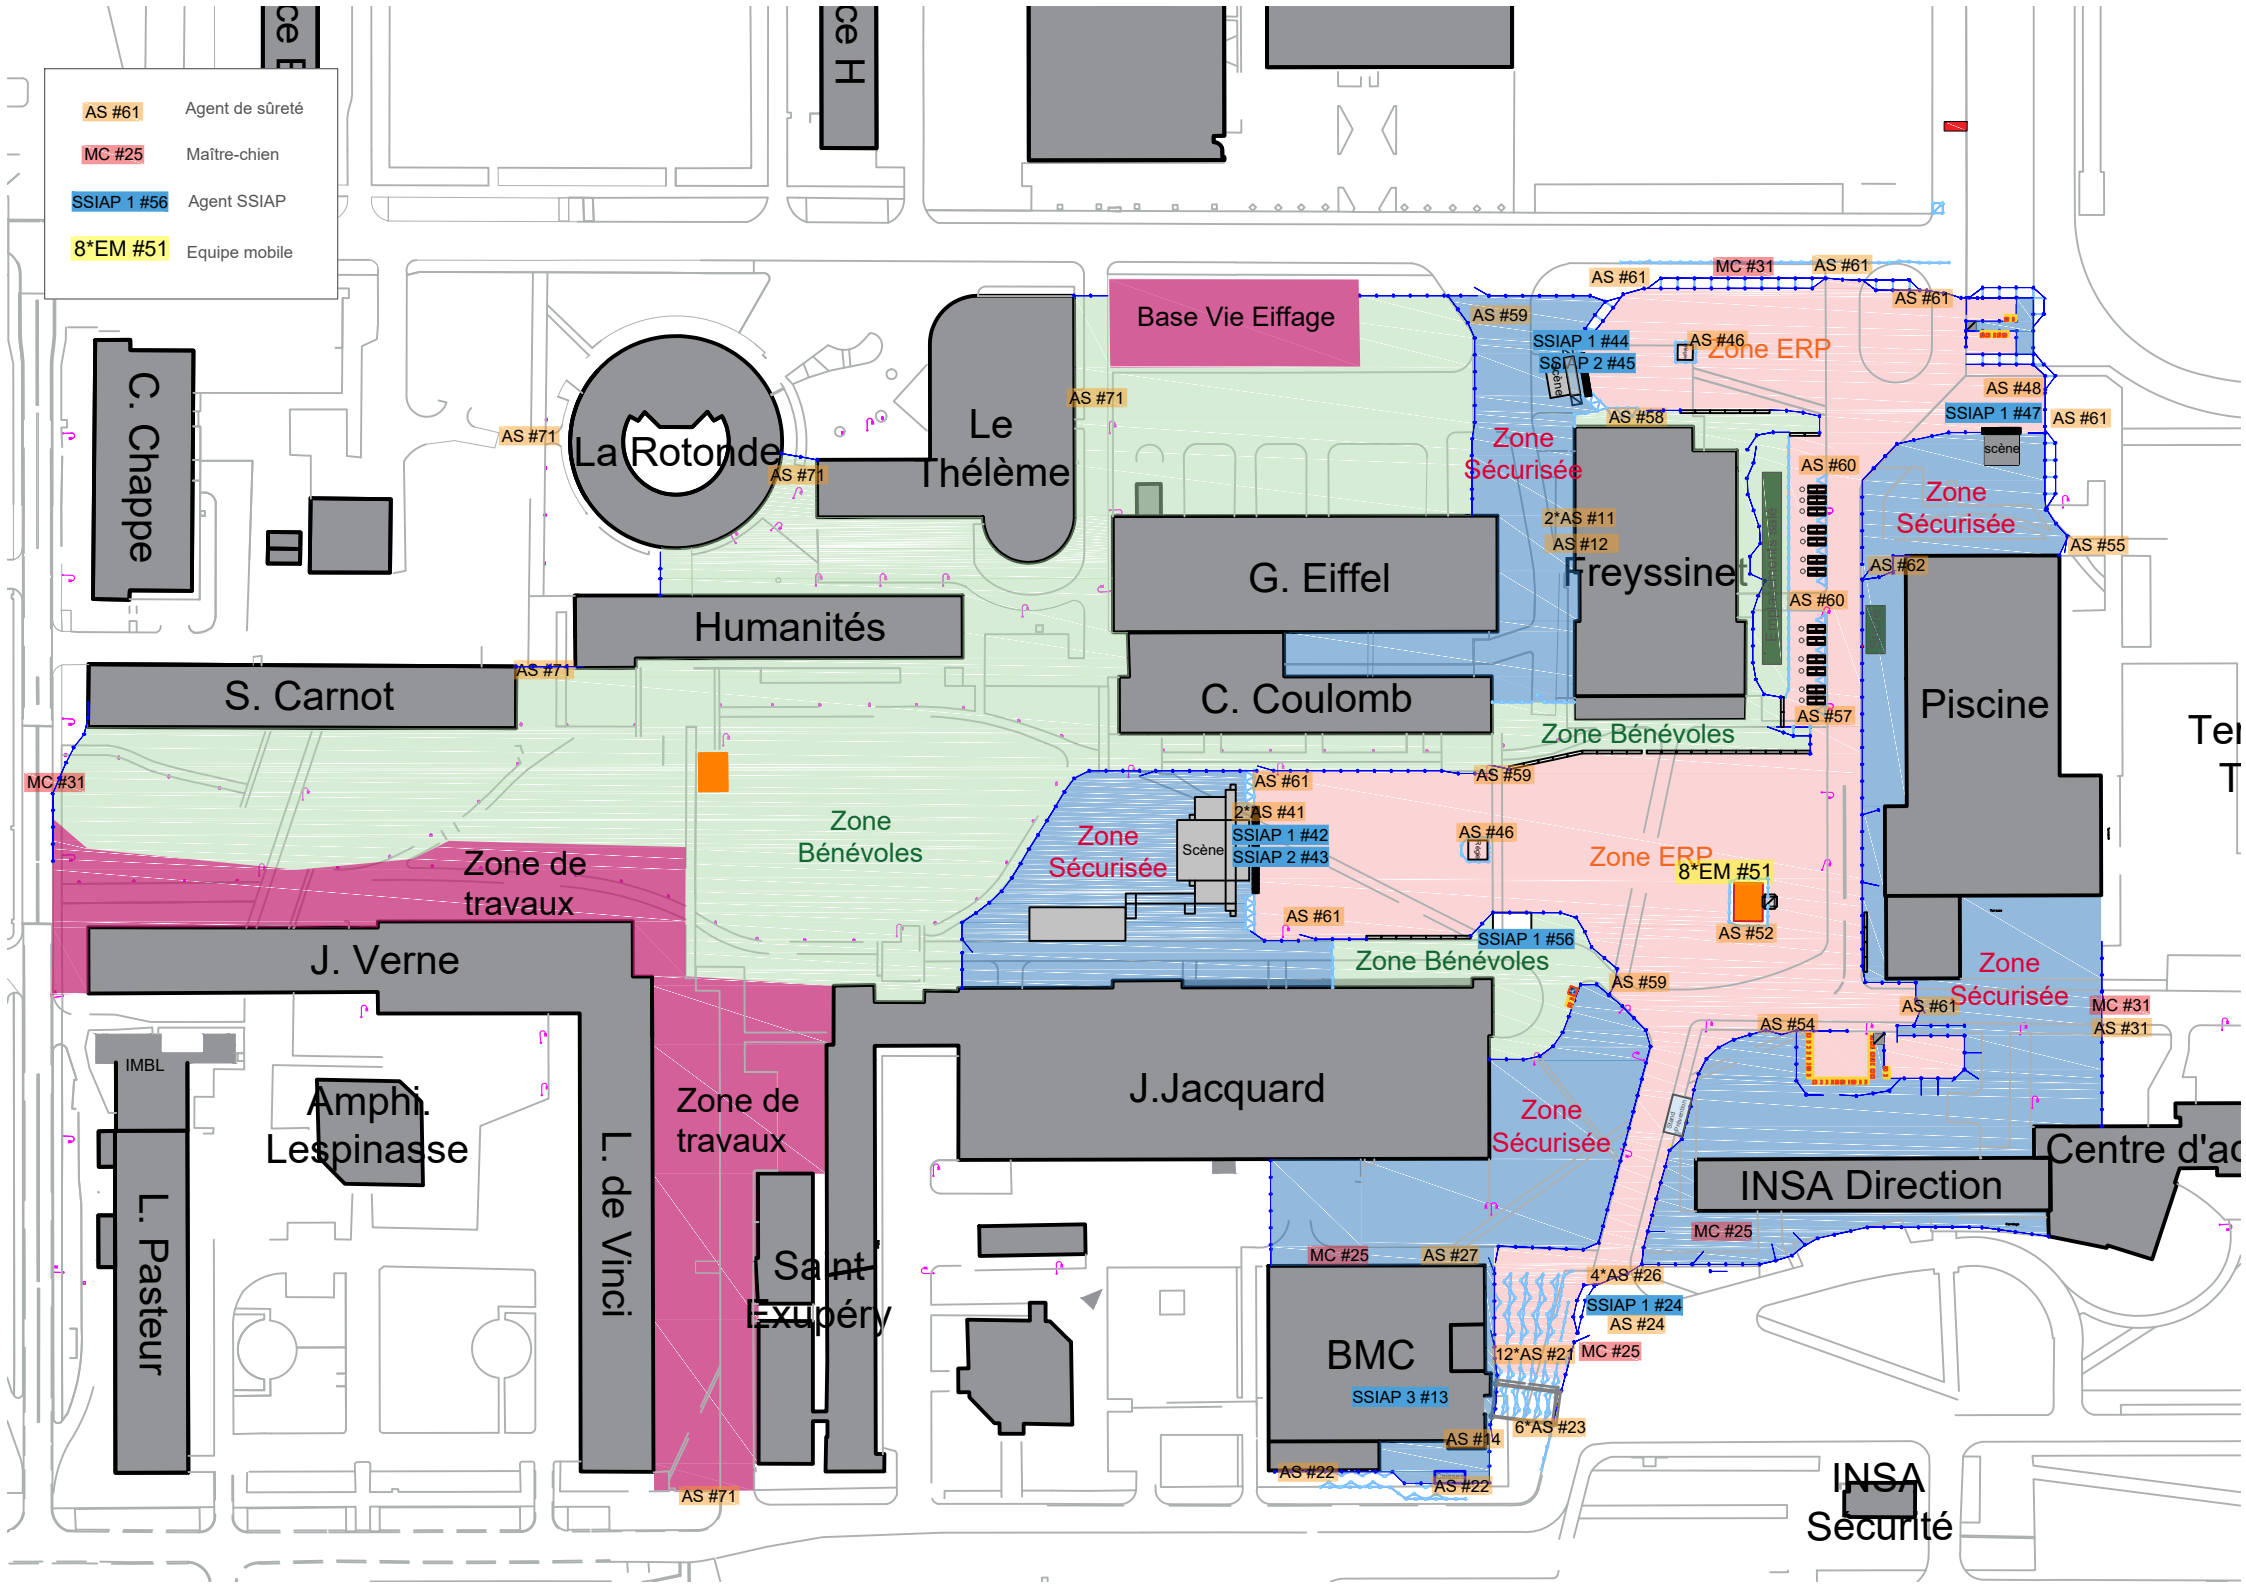 ce H
AS #61 Agent de sûreté
MC #25 Maître-chien
SSIAP 1 #56 Agent SSIAP
8*EM #51 Equipe mobile
MC #31
AS #61
AS #61
AS #61
Base Vie Eiffage
AS #59
SSIAP 1 #44
SSIAP 2 #45
Scène
AS #46
Zone ERP
AS #48
SSIAP 1 #47
AS #61
scène
C. Chappe
La Rotonde
AS #71
AS #71
Le
Thélème
AS #71
AS #58
Zone
Sécurisée
AS #60
Zone
Sécurisée
2*AS #11
AS #12
Freyssinet
AS #55
AS #62
G. Eiffel
AS #60
Humanités
AS #71
S. Carnot
C. Coulomb
Piscine
AS #57
Zone Bénévoles
MC #31
AS #61
AS #59
2*AS #41
SSIAP 1 #42
SSIAP 2 #43
Scène
Zone
Bénévoles
Zone
Sécurisée
AS #46
Régie
Zone ERP
8*EM #51
AS #52
Zone de
travaux
AS #61
SSIAP 1 #56
Zone Bénévoles
J. Verne
AS #59
Zone
Sécurisée
AS #61
MC #31
AS #31
AS #54
IMBL
Amphi.
Lespinasse
Zone de
travaux
J.Jacquard
Zone
Sécurisée
Centre d'ac
INSA Direction
L. Pasteur
L. de Vinci
Saint
Exupéry
MC #25
AS #27
MC #25
4*AS #26
SSIAP 1 #24
AS #24
12*AS #21
MC #25
BMC
SSIAP 3 #13
6*AS #23
AS #14
AS #22
AS #22
AS #71
INSA
Sécurité